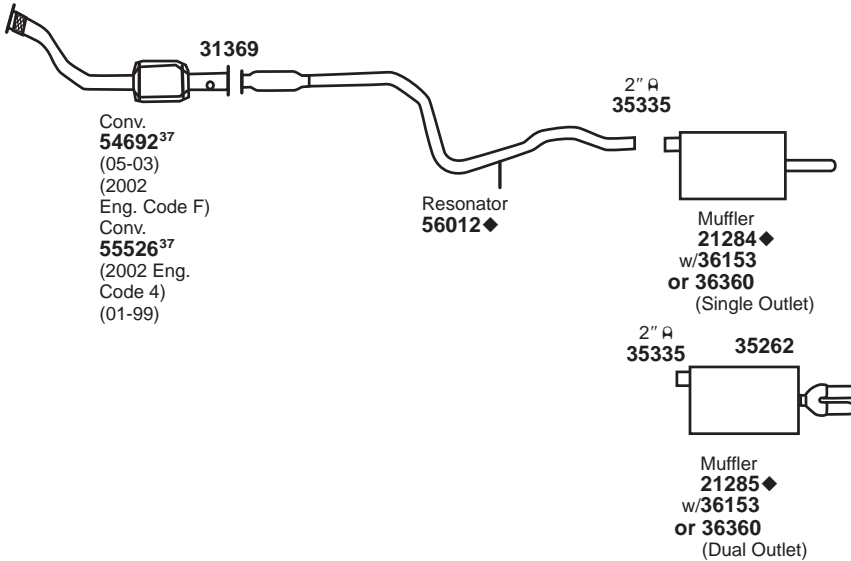 31369
Conv.
54692³⁷
(05-03)
(2002
Eng. Code F)
Conv.
55526³⁷
(2002 Eng.
Code 4)
(01-99)
Resonator
56012◆
2″
35335
Muffler
21284◆
w/36153
or 36360
(Single Outlet)
2″
35335
35262
Muffler
21285◆
w/36153
or 36360
(Dual Outlet)